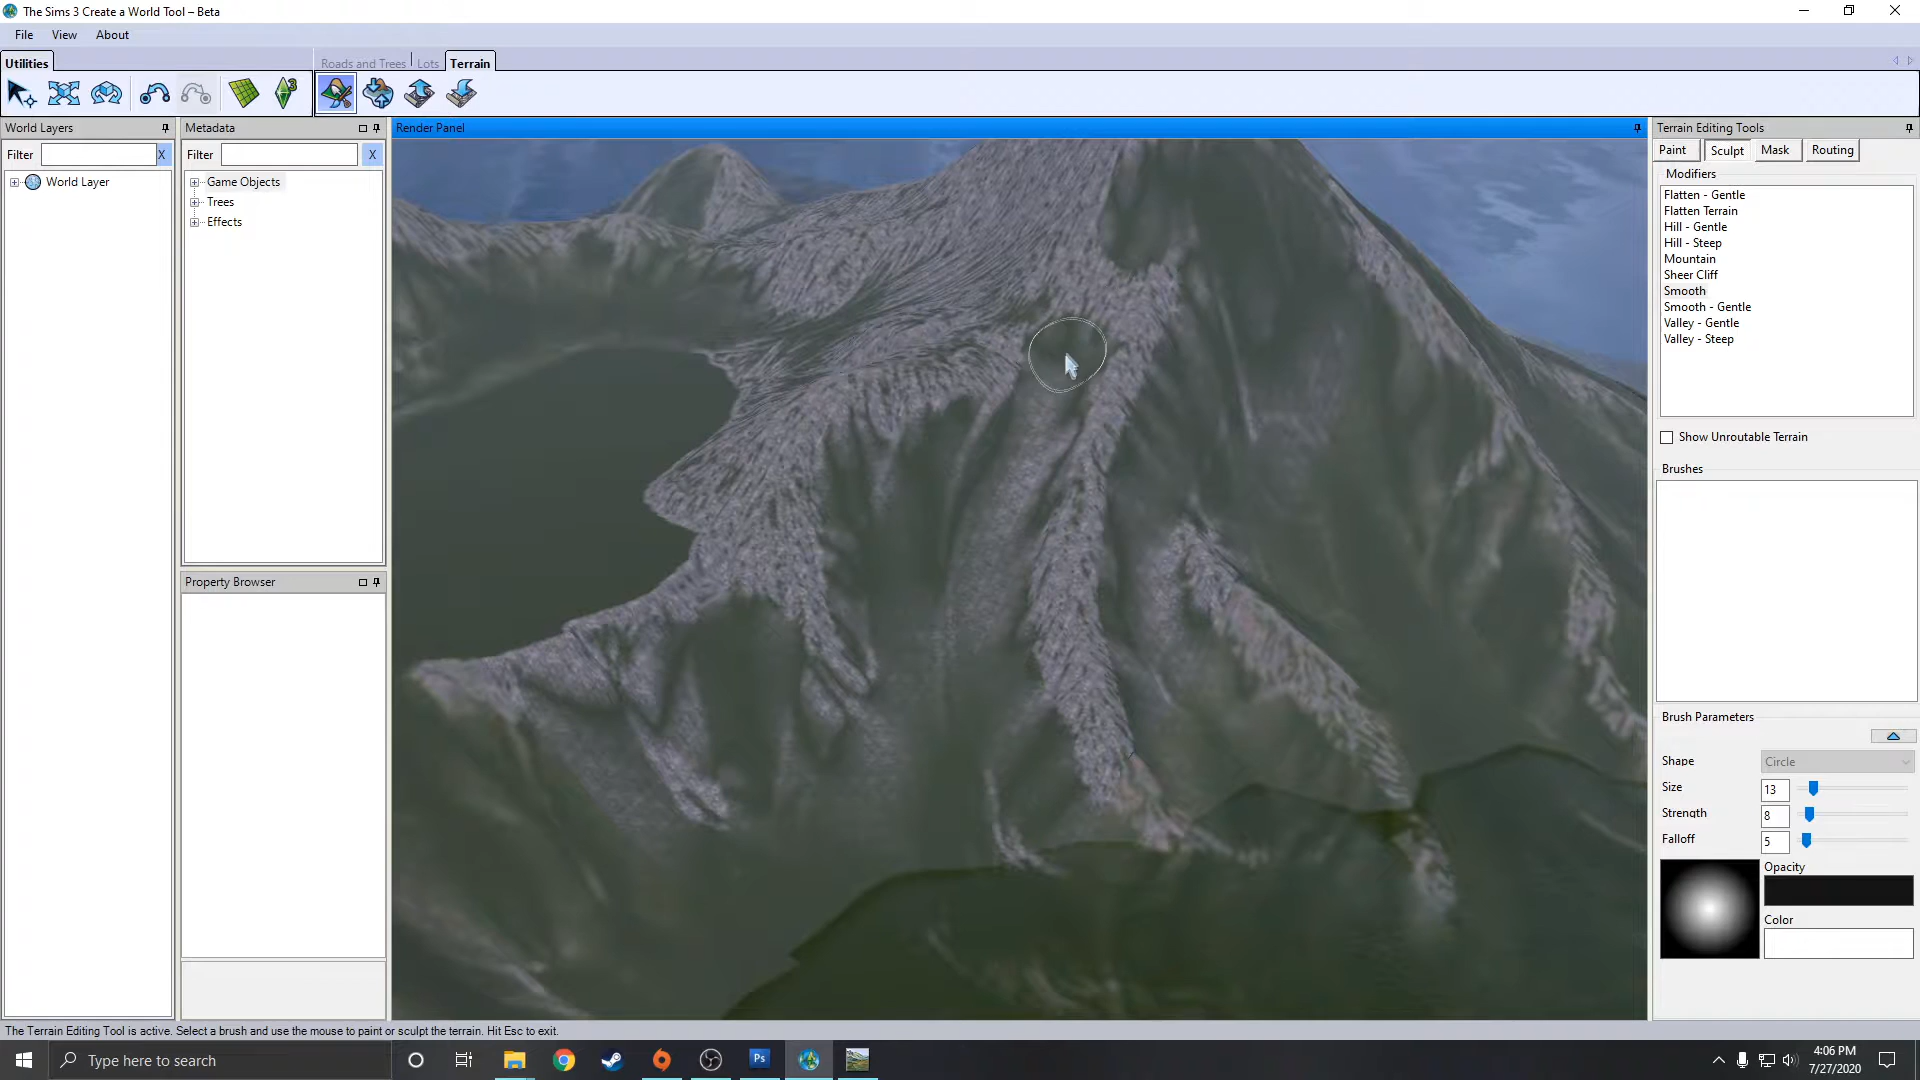 The Sims 3 Create a World Tool – Beta
File View About
Utilities Roads and Trees Lots Terrain
World Layers Metadata Render Panel Terrain Editing Tools
Filter X Filter X Paint Sculpt Mask Routing
World Layer
Game Objects
Trees
Effects
Property Browser
Modifiers
Flatten - Gentle
Flatten Terrain
Hill - Gentle
Hill - Steep
Mountain
Sheer Cliff
Smooth
Smooth - Gentle
Valley - Gentle
Valley - Steep
Show Unroutable Terrain
Brushes
Brush Parameters
Shape Circle
Size 13
Strength 8
Falloff 5
Opacity
Color
The Terrain Editing Tool is active. Select a brush and use the mouse to paint or sculpt the terrain. Hit Esc to exit.
Type here to search
Ps
4:06 PM
7/27/2020